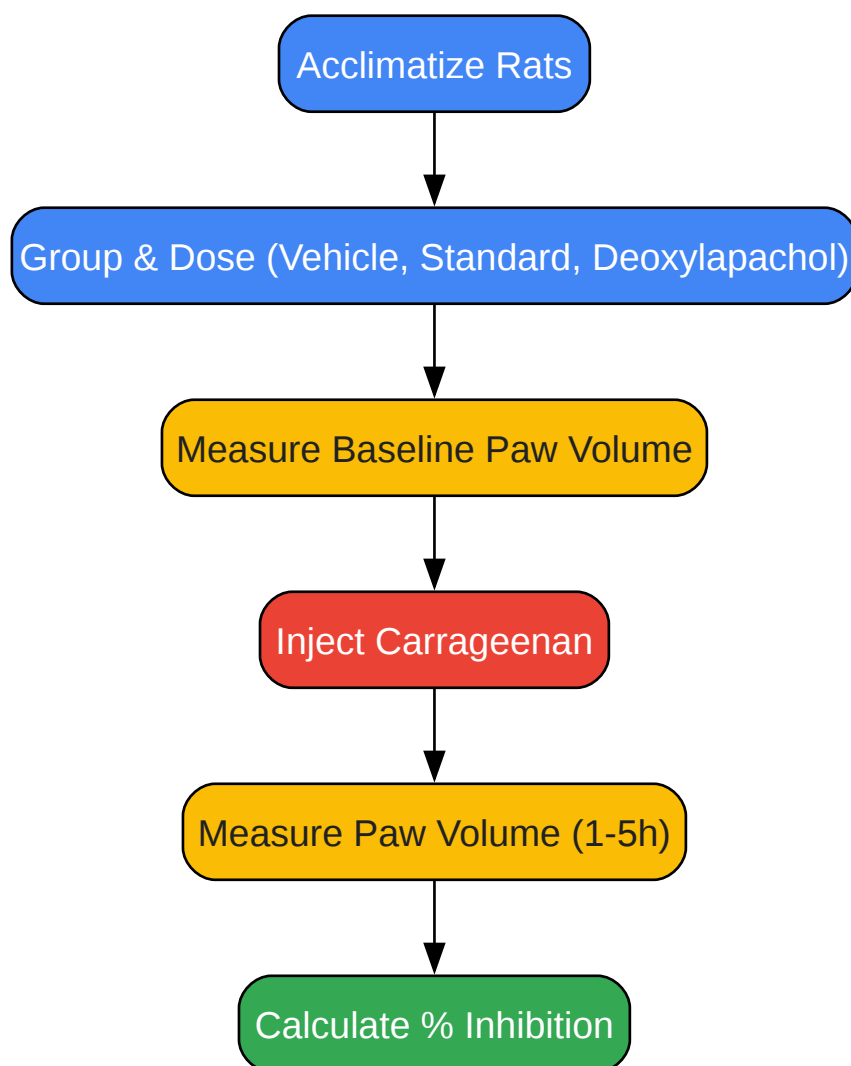 Acclimatize Rats
Group & Dose (Vehicle, Standard, Deoxylapachol)
Measure Baseline Paw Volume
Inject Carrageenan
Measure Paw Volume (1-5h)
Calculate % Inhibition